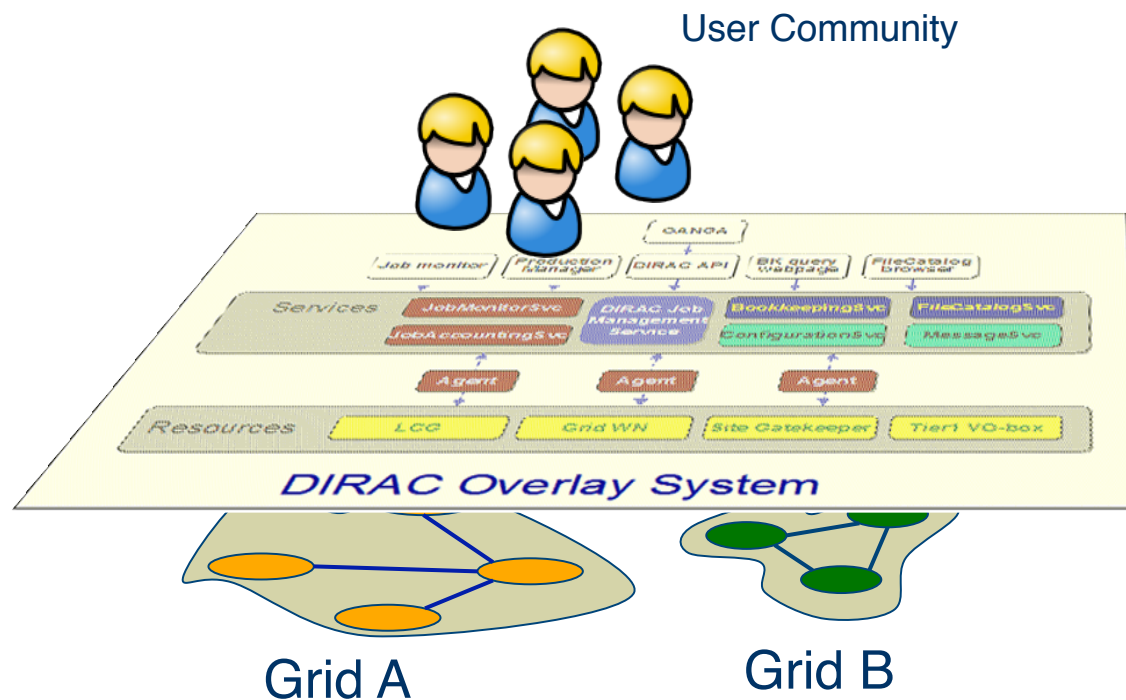 User Community
GANGA
Job monitor
Production
manager
DIRAC API
BK query
webpage
FileCatalog
browser
Services
JobMonitorSvc
DIRAC Job
Management
Service
BookkeepingSvc
FileCatalogSvc
JobAccountingSvc
ConfigurationSvc
MessageSvc
Agent
Agent
Agent
Resources
LCG
Grid WN
Site Gatekeeper
Tier1 VO-box
DIRAC Overlay System
Grid A
Grid B